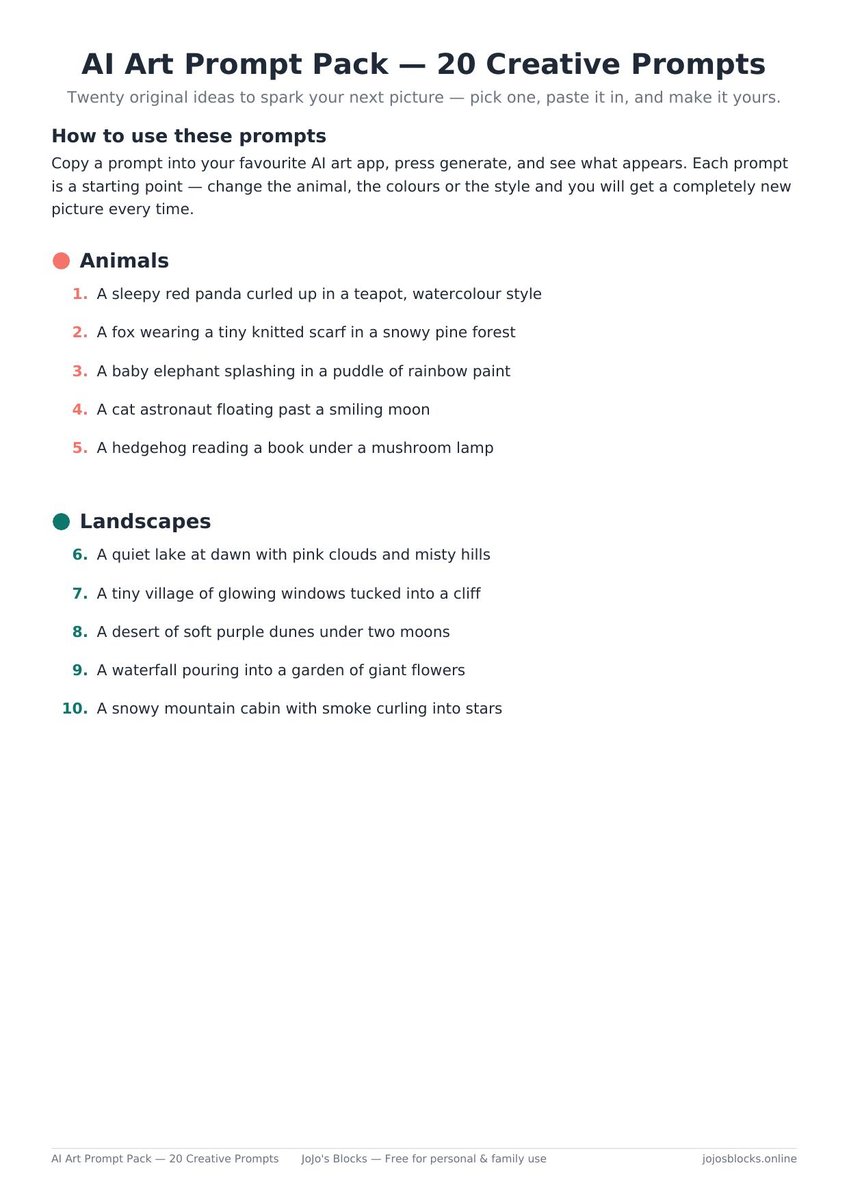 AI Art Prompt Pack — 20 Creative Prompts
Twenty original ideas to spark your next picture — pick one, paste it in, and make it yours.
How to use these prompts
Copy a prompt into your favourite AI art app, press generate, and see what appears. Each prompt
is a starting point — change the animal, the colours or the style and you will get a completely new
picture every time.
Animals
1. A sleepy red panda curled up in a teapot, watercolour style
2. A fox wearing a tiny knitted scarf in a snowy pine forest
3. A baby elephant splashing in a puddle of rainbow paint
4. A cat astronaut floating past a smiling moon
5. A hedgehog reading a book under a mushroom lamp
Landscapes
6. A quiet lake at dawn with pink clouds and misty hills
7. A tiny village of glowing windows tucked into a cliff
8. A desert of soft purple dunes under two moons
9. A waterfall pouring into a garden of giant flowers
10. A snowy mountain cabin with smoke curling into stars
AI Art Prompt Pack — 20 Creative Prompts JoJo's Blocks — Free for personal & family use jojosblocks.online